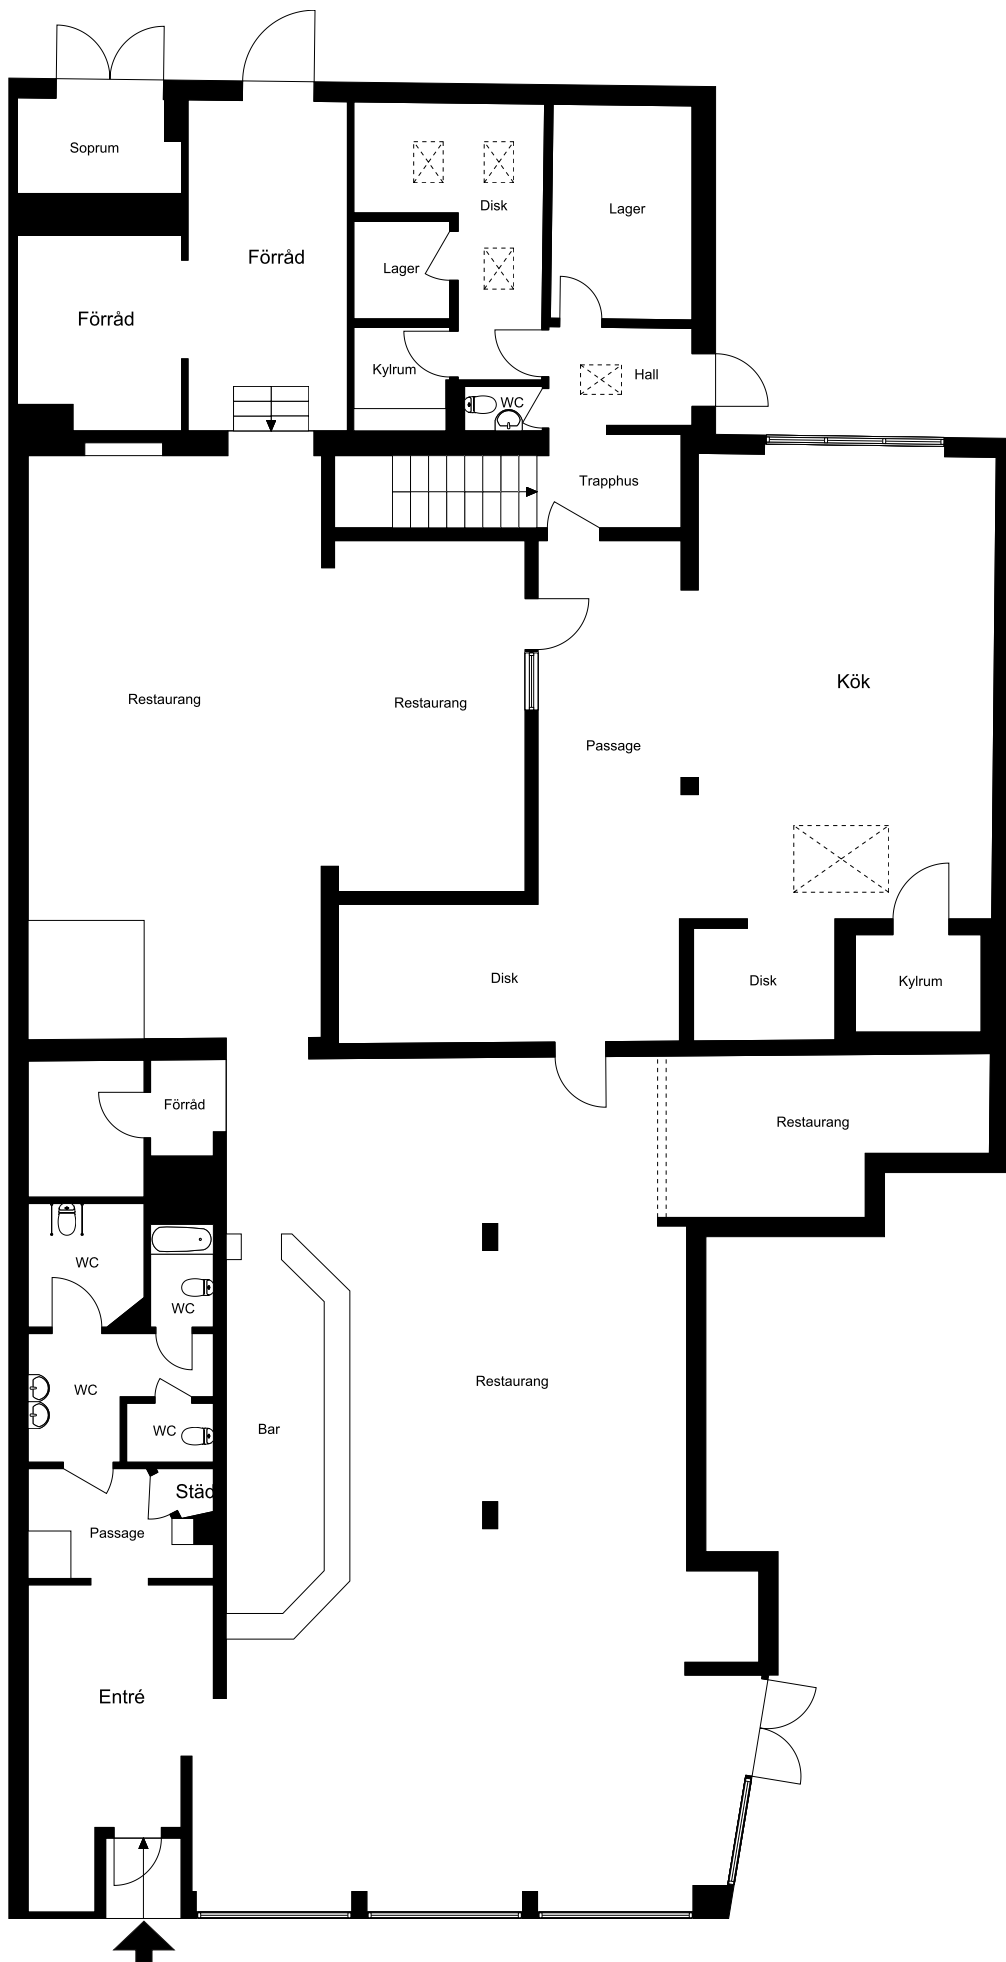 Soprum
Disk
Lager
Förråd
Lager
Förråd
Kylrum
Hall
WC
Trapphus
Kök
Restaurang
Restaurang
Passage
Disk
Disk
Kylrum
Förråd
Restaurang
WC
WC
Restaurang
WC
Bar
WC
Städ
Passage
Entré